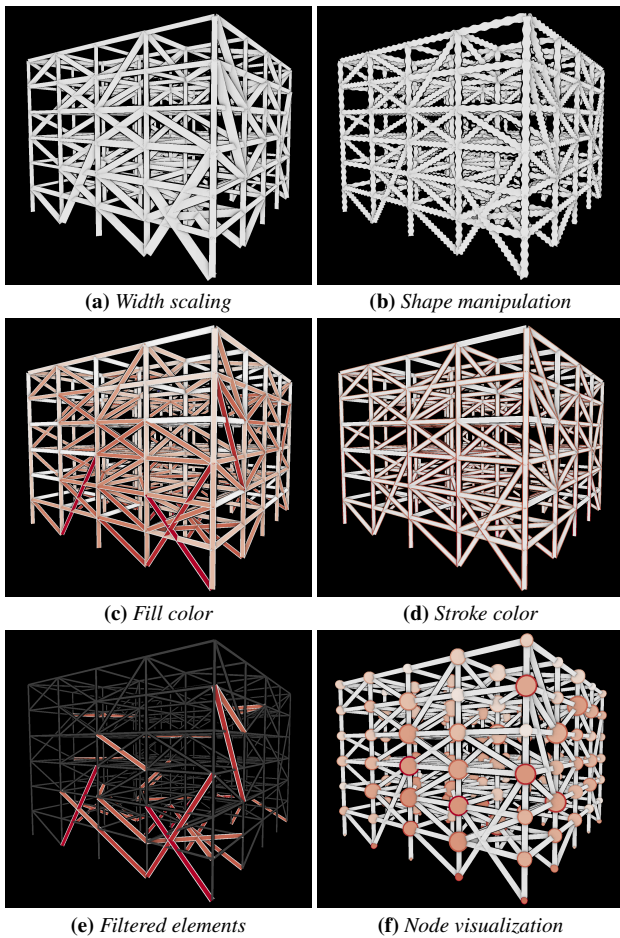 (a) Width scaling
(b) Shape manipulation
(c) Fill color
(d) Stroke color
(e) Filtered elements
(f) Node visualization